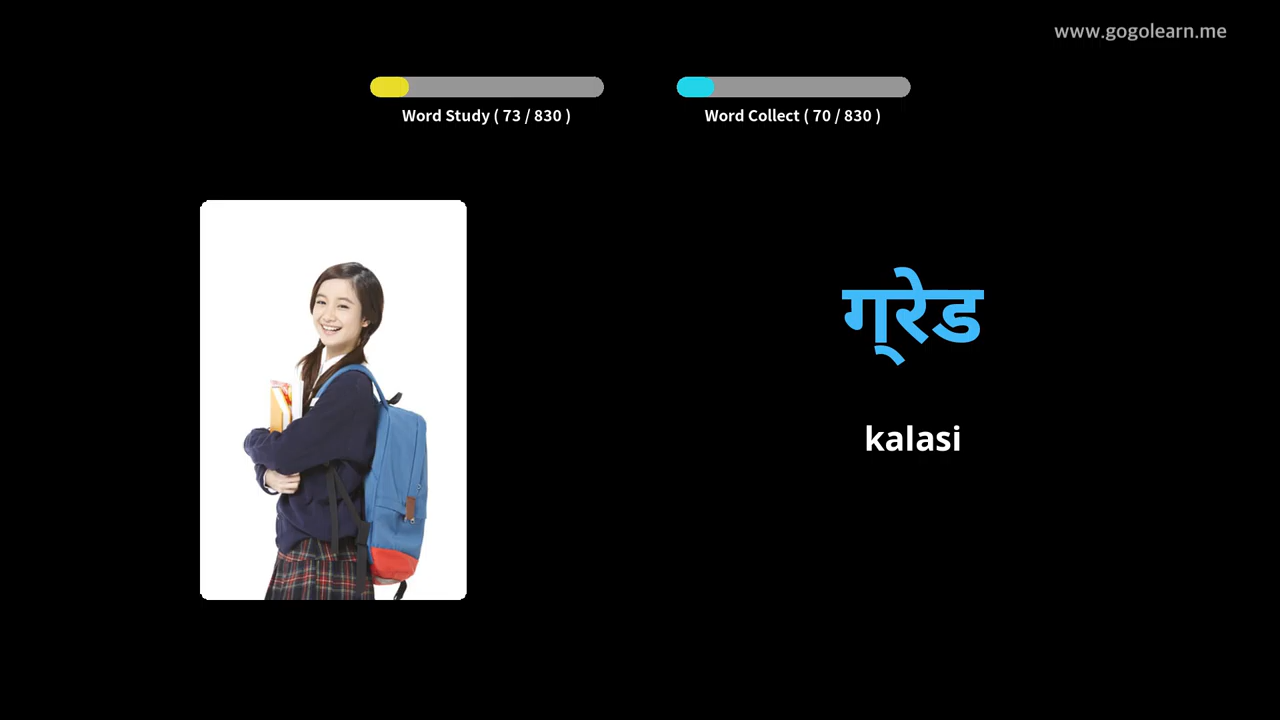 www.gogolearn.me
Word Study ( 73 / 830 )
Word Collect ( 70 / 830 )
ग्रेड
kalasi